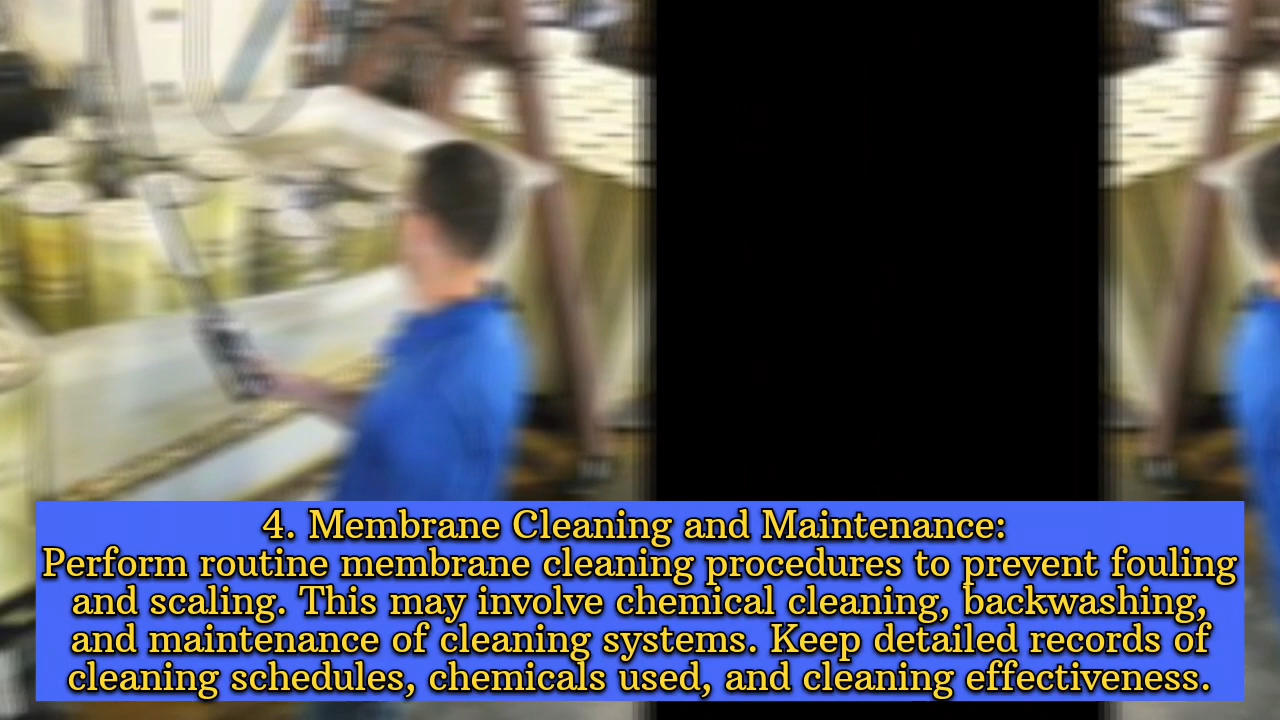 4. Membrane Cleaning and Maintenance:
Perform routine membrane cleaning procedures to prevent fouling
and scaling. This may involve chemical cleaning, backwashing,
and maintenance of cleaning systems. Keep detailed records of
cleaning schedules, chemicals used, and cleaning effectiveness.